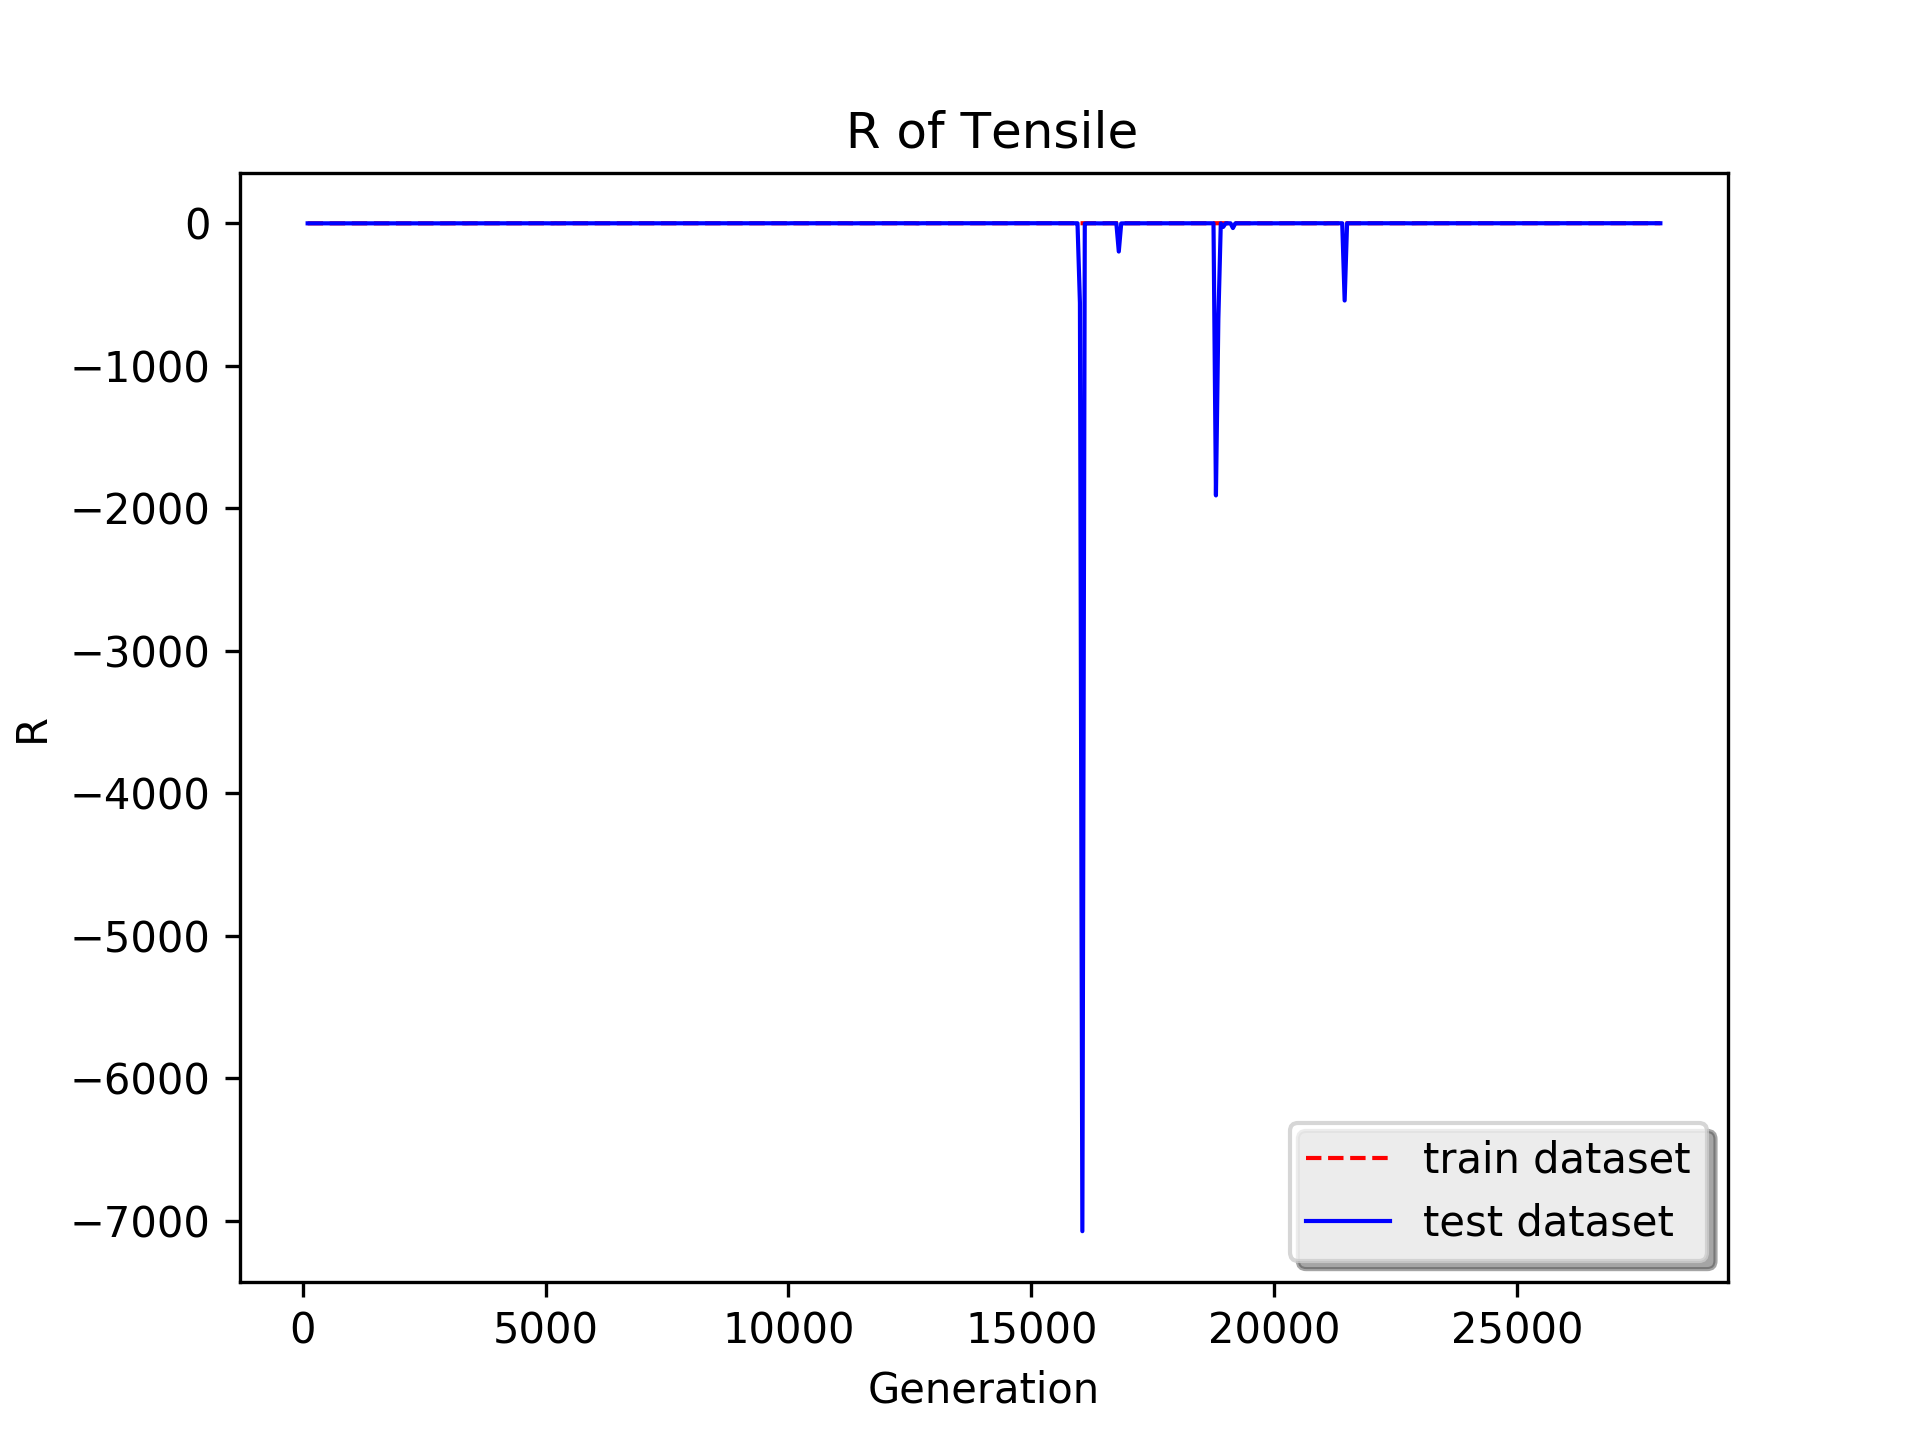 R of Tensile
0
−1000
−2000
−3000
−4000
−5000
−6000
−7000
R
train dataset
test dataset
0 5000 10000 15000 20000 25000
Generation